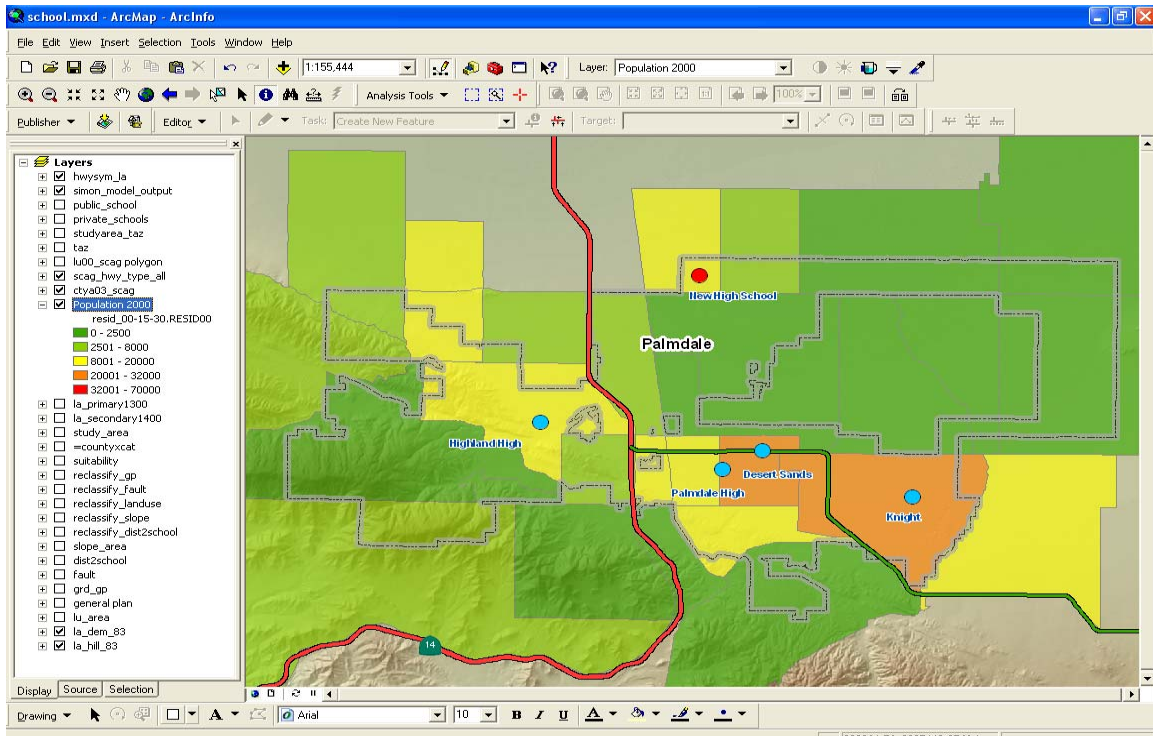 school.mxd - ArcMap - ArcInfo
File Edit View Insert Selection Tools Window Help
1:155,444 Layer: Population 2000
Analysis Tools 100%
Publisher Editor Task: Create New Feature Target:
Layers
hwysym_la
simon_model_output
public_school
private_schools
studyarea_taz
taz
lu00_scag polygon
scag_hwy_type_all
ctya03_scag
Population 2000
resid_00-15-30.RESID00
0 - 2500
2501 - 8000
8001 - 20000
20001 - 32000
32001 - 70000
la_primary1300
la_secondary1400
study_area
=countyxcat
suitability
reclassify_gp
reclassify_fault
reclassify_landuse
reclassify_slope
reclassify_dist2school
slope_area
dist2school
fault
grd_gp
general plan
lu_area
la_dem_83
la_hill_83
New High School
Palmdale
Highland High
Desert Sands
Palmdale High
Knight
14
Display Source Selection
Drawing A Arial 10 B I U A